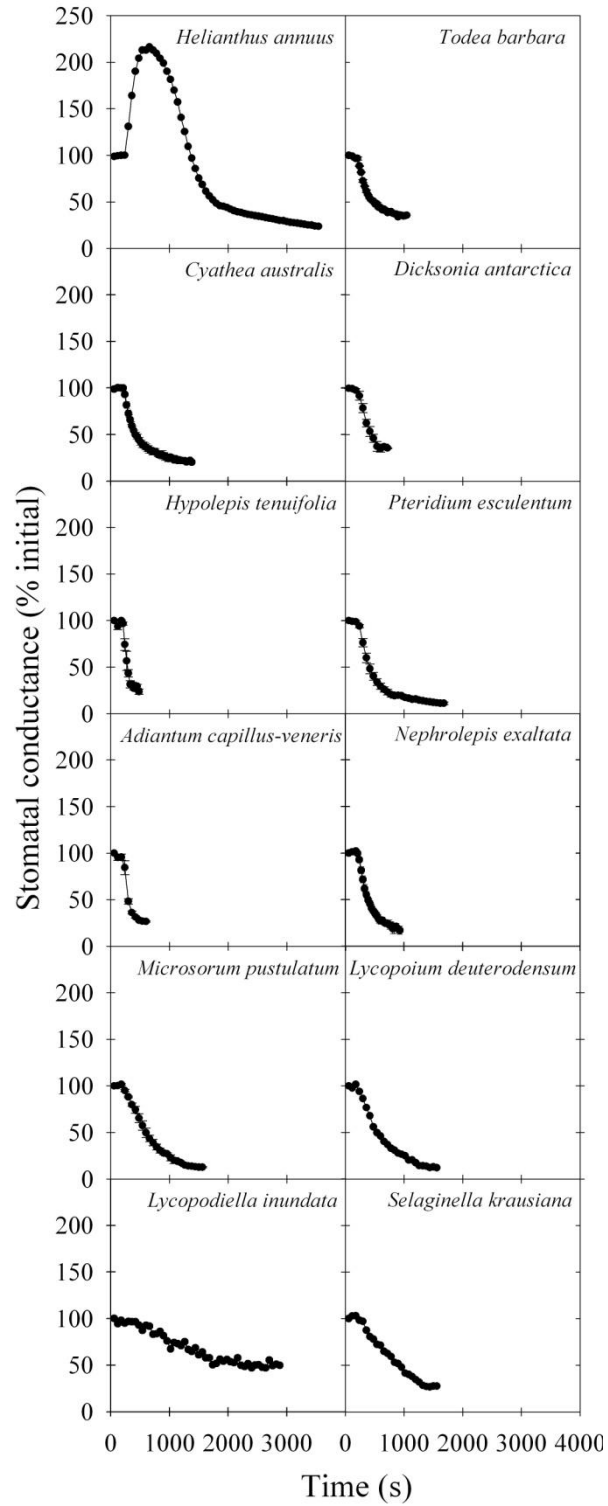 250
200
150
100
50
0
Helianthus annuus
Todea barbara
200
150
100
50
0
Cyathea australis
Dicksonia antarctica
200
150
100
50
0
Hypolepis tenuifolia
Pteridium esculentum
200
150
100
50
0
Adiantum capillus-veneris
Nephrolepis exaltata
200
150
100
50
0
Microsorum pustulatum
Lycopoium deuterodensum
200
150
100
50
0
Lycopodiella inundata
Selaginella krausiana
0 1000 2000 3000 0 1000 2000 3000 4000
Time (s)
Stomatal conductance (% initial)